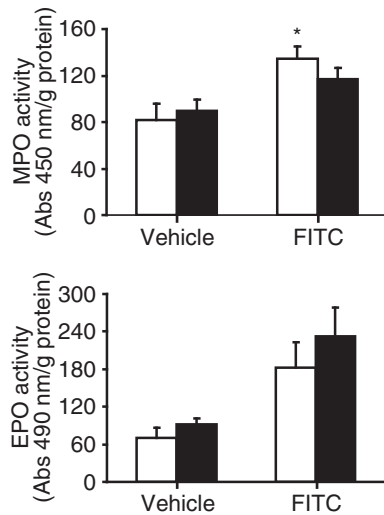 MPO activity
(Abs 450 nm/g protein)
160
120
80
40
0
*
Vehicle FITC
EPO activity
(Abs 490 nm/g protein)
300
240
180
120
60
0
Vehicle FITC